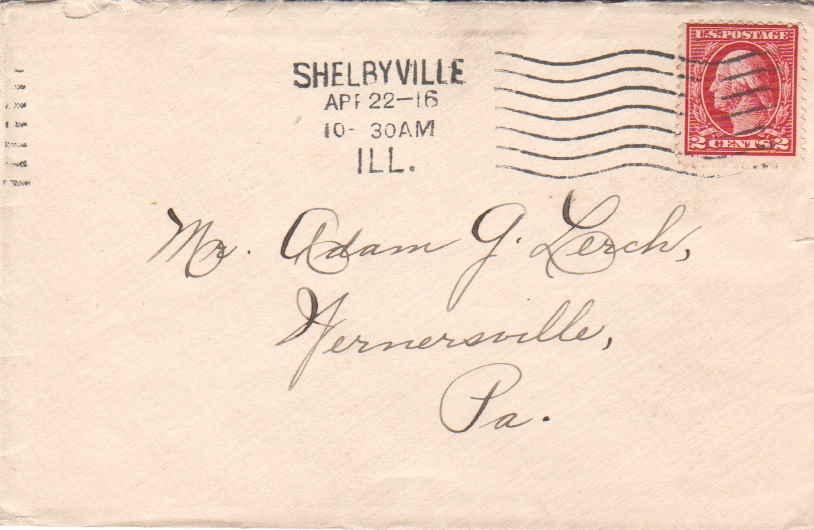 SHELBYVILLE
APR 22-16
10-30AM
ILL.
U.S.POSTAGE
2 CENTS 2
Mr. Adam G. Lerch,
Wernersville,
Pa.